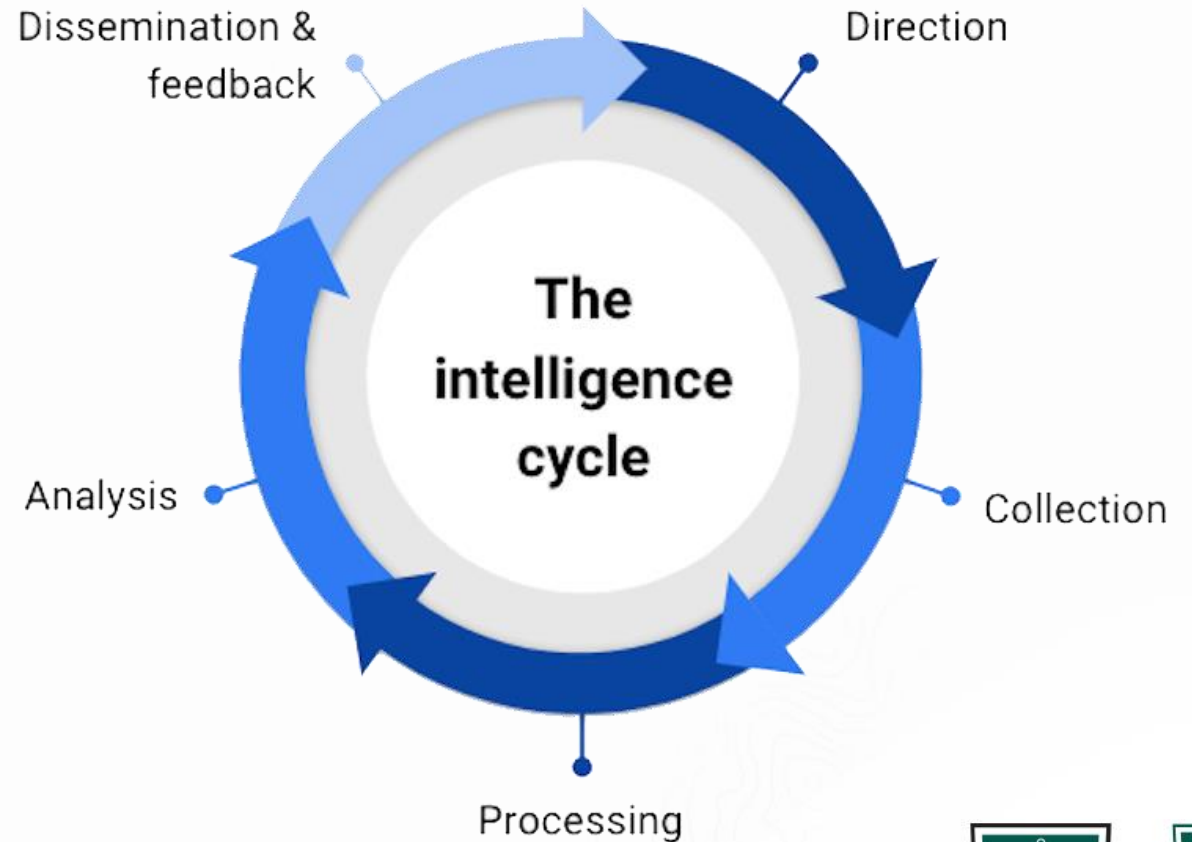 Dissemination &
feedback
Direction
The
intelligence
cycle
Analysis
Collection
Processing